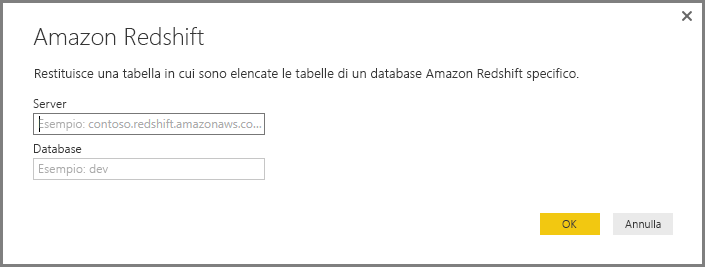 Amazon Redshift
Restituisce una tabella in cui sono elencate le tabelle di un database Amazon Redshift specifico.
Server
Esempio: contoso.redshift.amazonaws.co...
Database
Esempio: dev
OK
Annulla